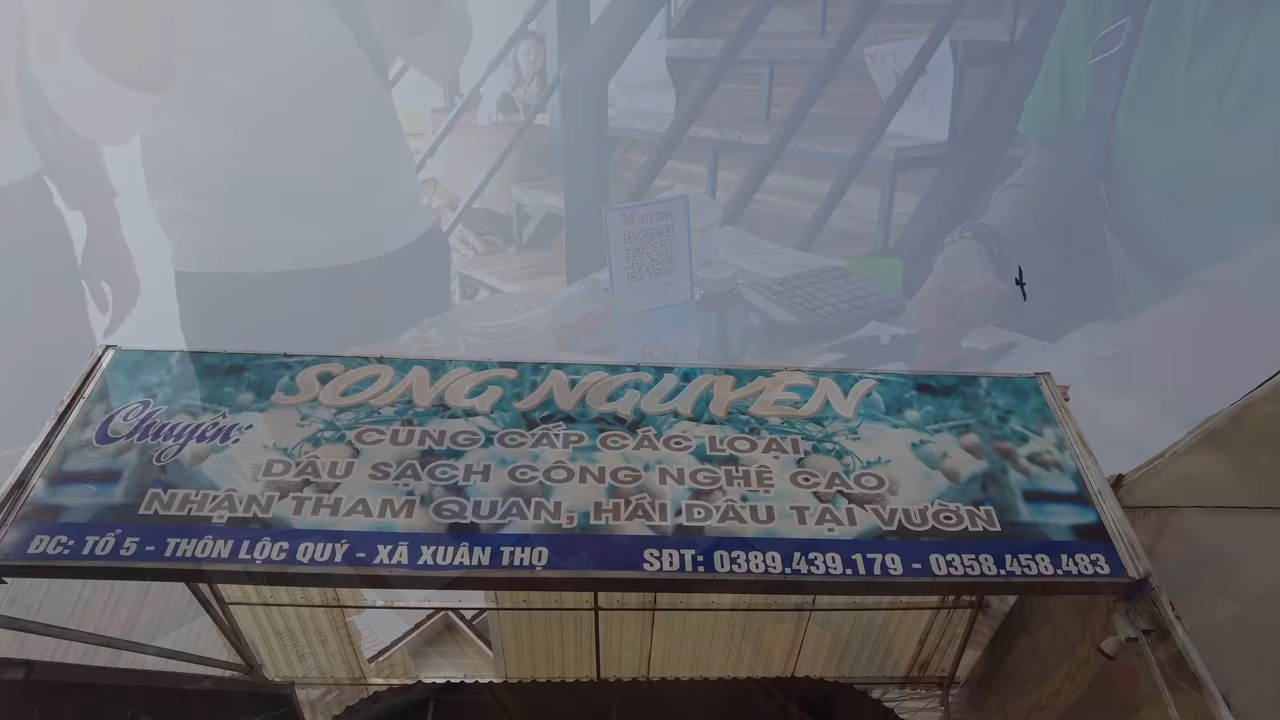 VIETQR
SONG NGUYÊN
Chuyên:
CUNG CẤP CÁC LOẠI
DÂU SẠCH CÔNG NGHỆ CAO
NHẬN THAM QUAN, HÁI DÂU TẠI VƯỜN
ĐC: TỔ 5 - THÔN LỘC QUÝ - XÃ XUÂN THỌ
SĐT: 0389.439.179 - 0358.458.483